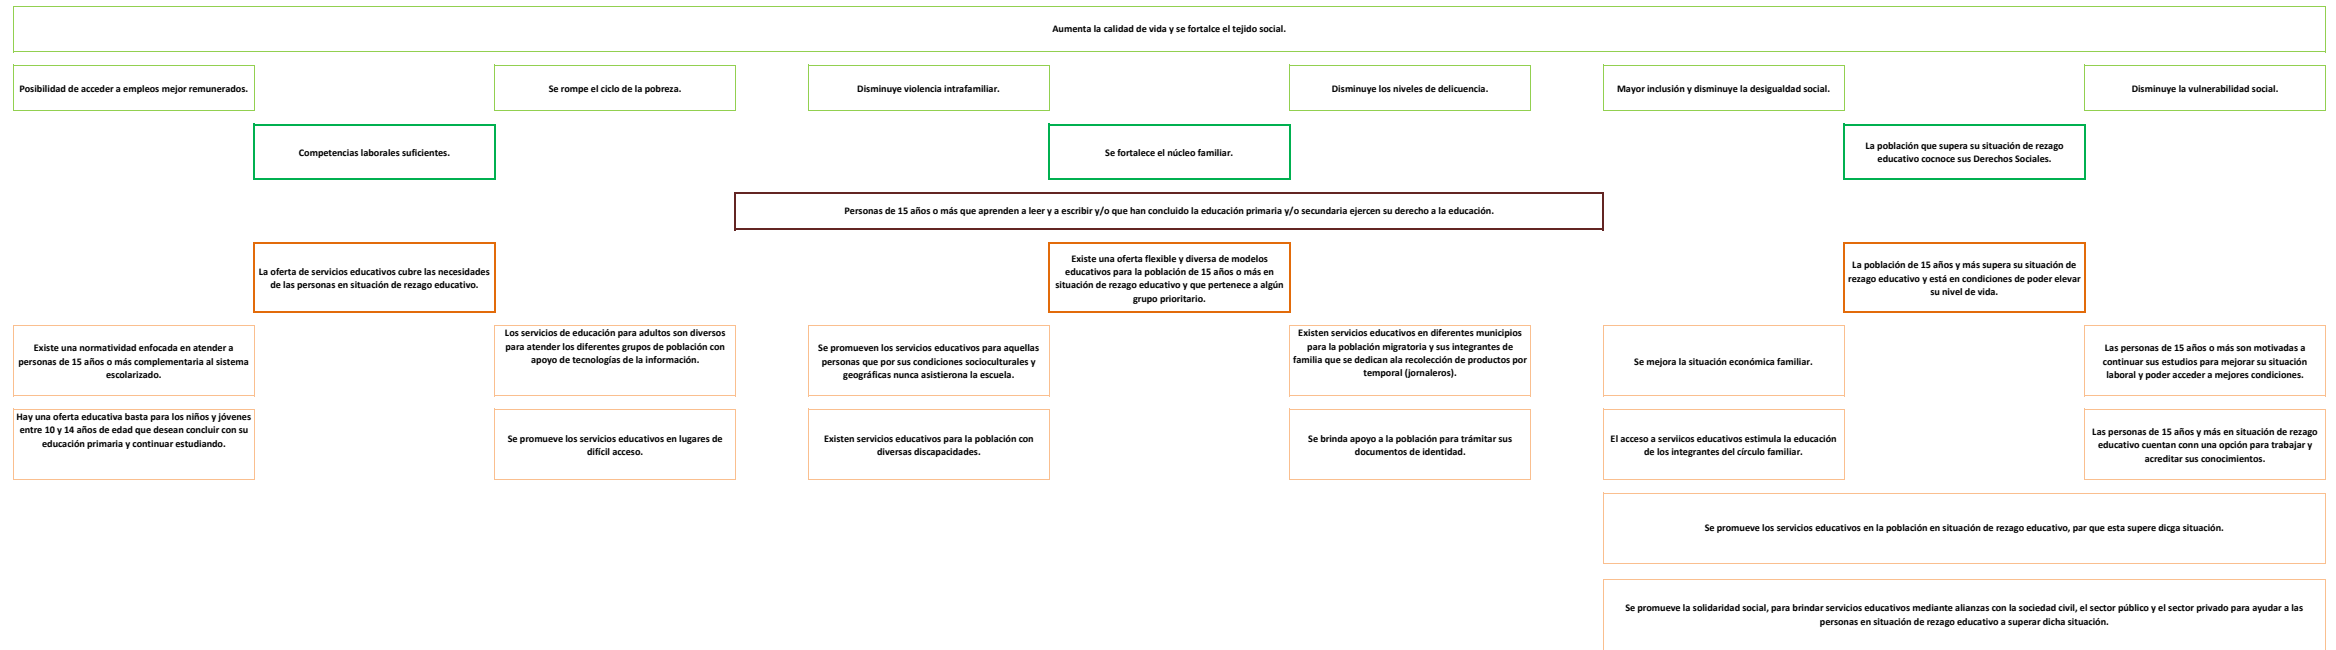 Aumenta la calidad de vida y se fortalce el tejido social.
Posibilidad de acceder a empleos mejor remunerados.
Se rompe el ciclo de la pobreza.
Disminuye violencia intrafamiliar.
Disminuye los niveles de delicuencia.
Mayor inclusión y disminuye la desigualdad social.
Disminuye la vulnerabilidad social.
Competencias laborales suficientes.
Se fortalece el núcleo familiar.
La población que supera su situación de rezago
educativo cocnoce sus Derechos Sociales.
Personas de 15 años o más que aprenden a leer y a escribir y/o que han concluido la educación primaria y/o secundaria ejercen su derecho a la educación.
La oferta de servicios educativos cubre las necesidades
de las personas en situación de rezago educativo.
Existe una oferta flexible y diversa de modelos
educativos para la población de 15 años o más en
situación de rezago educativo y que pertenece a algún
grupo prioritario.
La población de 15 años y más supera su situación de
rezago educativo y está en condiciones de poder elevar
su nivel de vida.
Existe una normatividad enfocada en atender a
personas de 15 años o más complementaria al sistema
escolarizado.
Los servicios de educación para adultos son diversos
para atender los diferentes grupos de población con
apoyo de tecnologías de la información.
Se promueven los servicios educativos para aquellas
personas que por sus condiciones socioculturales y
geográficas nunca asistierona la escuela.
Existen servicios educativos en diferentes municipios
para la población migratoria y sus integrantes de
familia que se dedican ala recolección de productos por
temporal (jornaleros).
Se mejora la situación económica familiar.
Las personas de 15 años o más son motivadas a
continuar sus estudios para mejorar su situación
laboral y poder acceder a mejores condiciones.
Hay una oferta educativa basta para los niños y jóvenes
entre 10 y 14 años de edad que desean concluir con su
educación primaria y continuar estudiando.
Se promueve los servicios educativos en lugares de
difícil acceso.
Existen servicios educativos para la población con
diversas discapacidades.
Se brinda apoyo a la población para trámitar sus
documentos de identidad.
El acceso a serviicos educativos estimula la educación
de los integrantes del círculo familiar.
Las personas de 15 años y más en situación de rezago
educativo cuentan conn una opción para trabajar y
acreditar sus conocimientos.
Se promueve los servicios educativos en la población en situación de rezago educativo, par que esta supere dicga situación.
Se promueve la solidaridad social, para brindar servicios educativos mediante alianzas con la sociedad civil, el sector público y el sector privado para ayudar a las
personas en situación de rezago educativo a superar dicha situación.